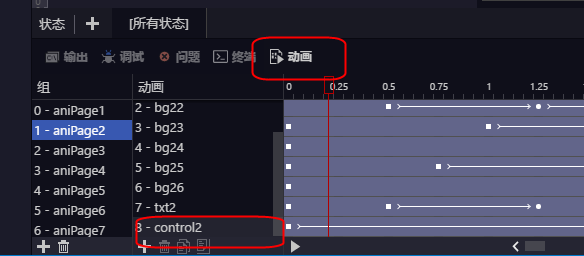 状态 [所有状态]
输出 调试 问题 终端 动画
组 动画 0 0.25 0.5 0.75 1 1.25
0 - aniPage1 2 - bg22
1 - aniPage2 3 - bg23
2 - aniPage3 4 - bg24
3 - aniPage4 5 - bg25
4 - aniPage5 6 - bg26
5 - aniPage6 7 - txt2
6 - aniPage7 8 - control2